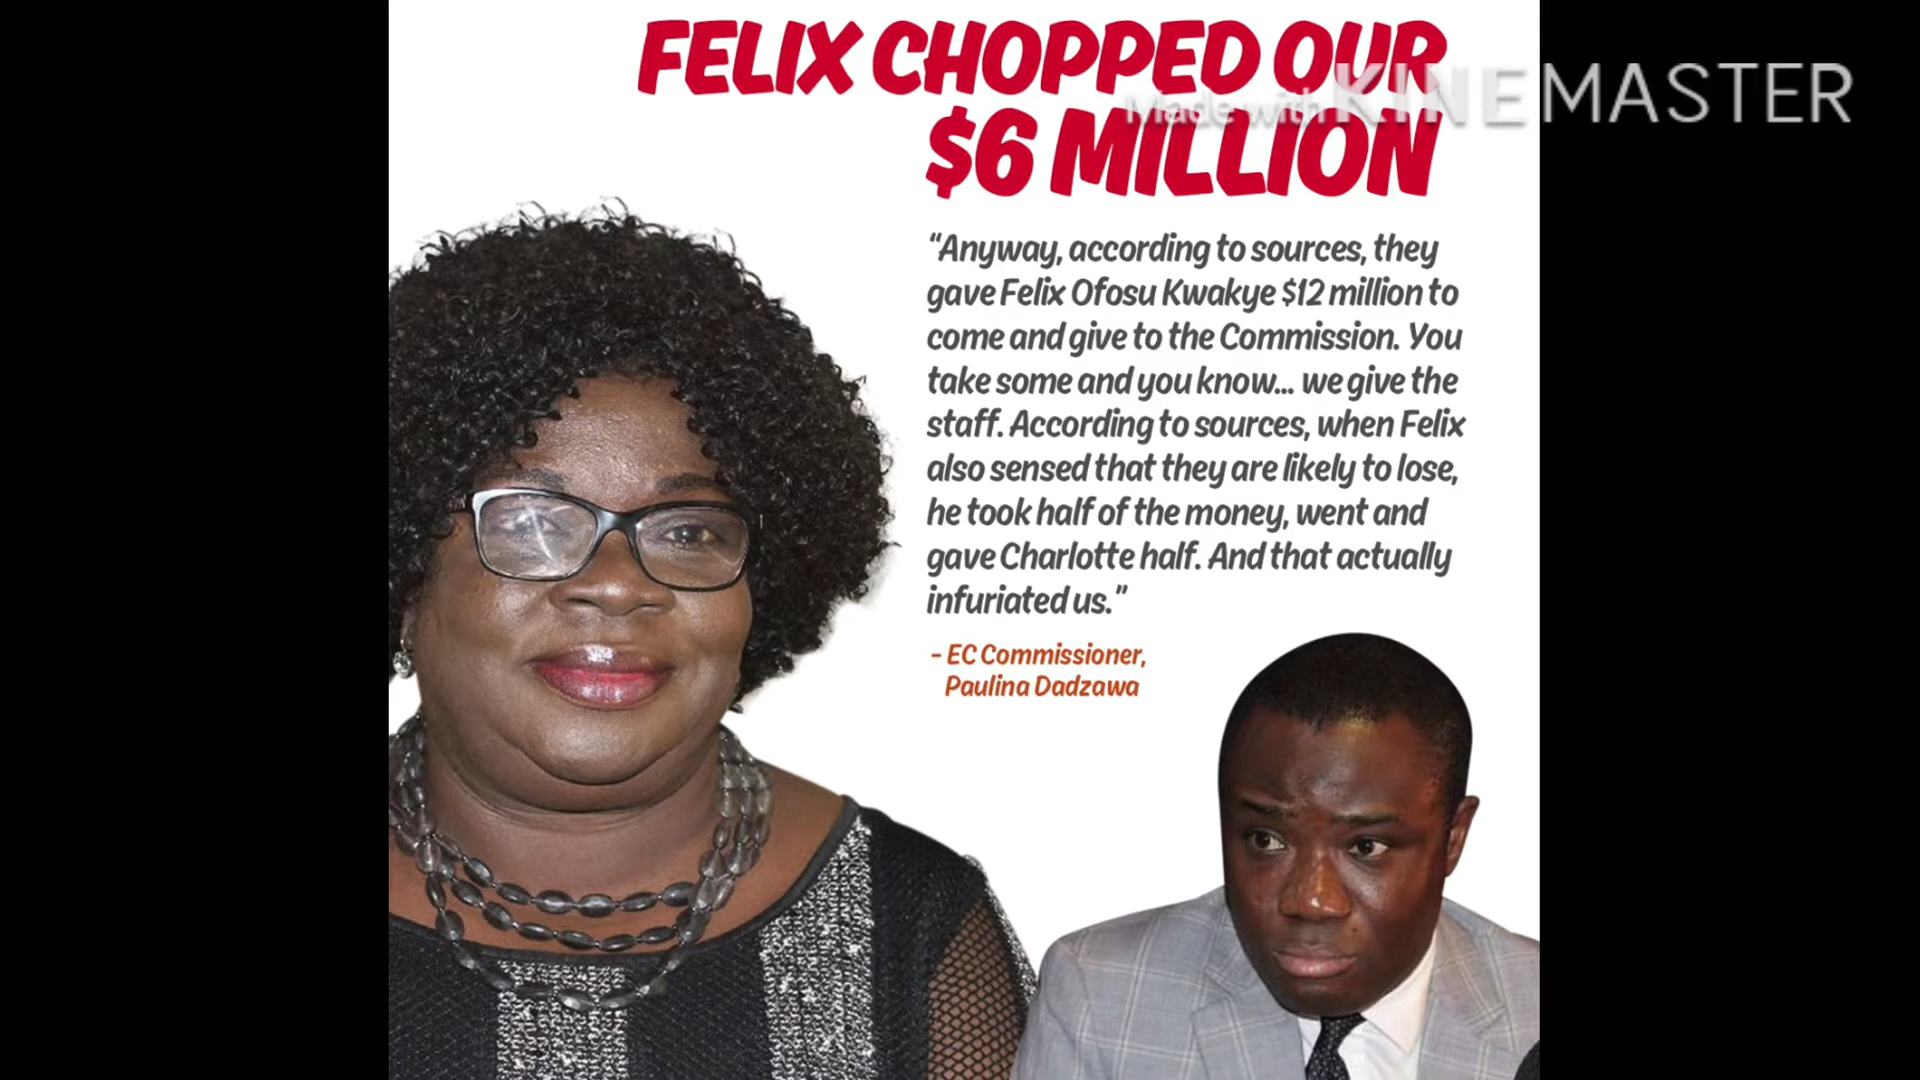 FELIX CHOPPED OUR
$6 MILLION
Made with KINEMASTER
“Anyway, according to sources, they
gave Felix Ofosu Kwakye $12 million to
come and give to the Commission. You
take some and you know... we give the
staff. According to sources, when Felix
also sensed that they are likely to lose,
he took half of the money, went and
gave Charlotte half. And that actually
infuriated us.”
- EC Commissioner,
Paulina Dadzawa